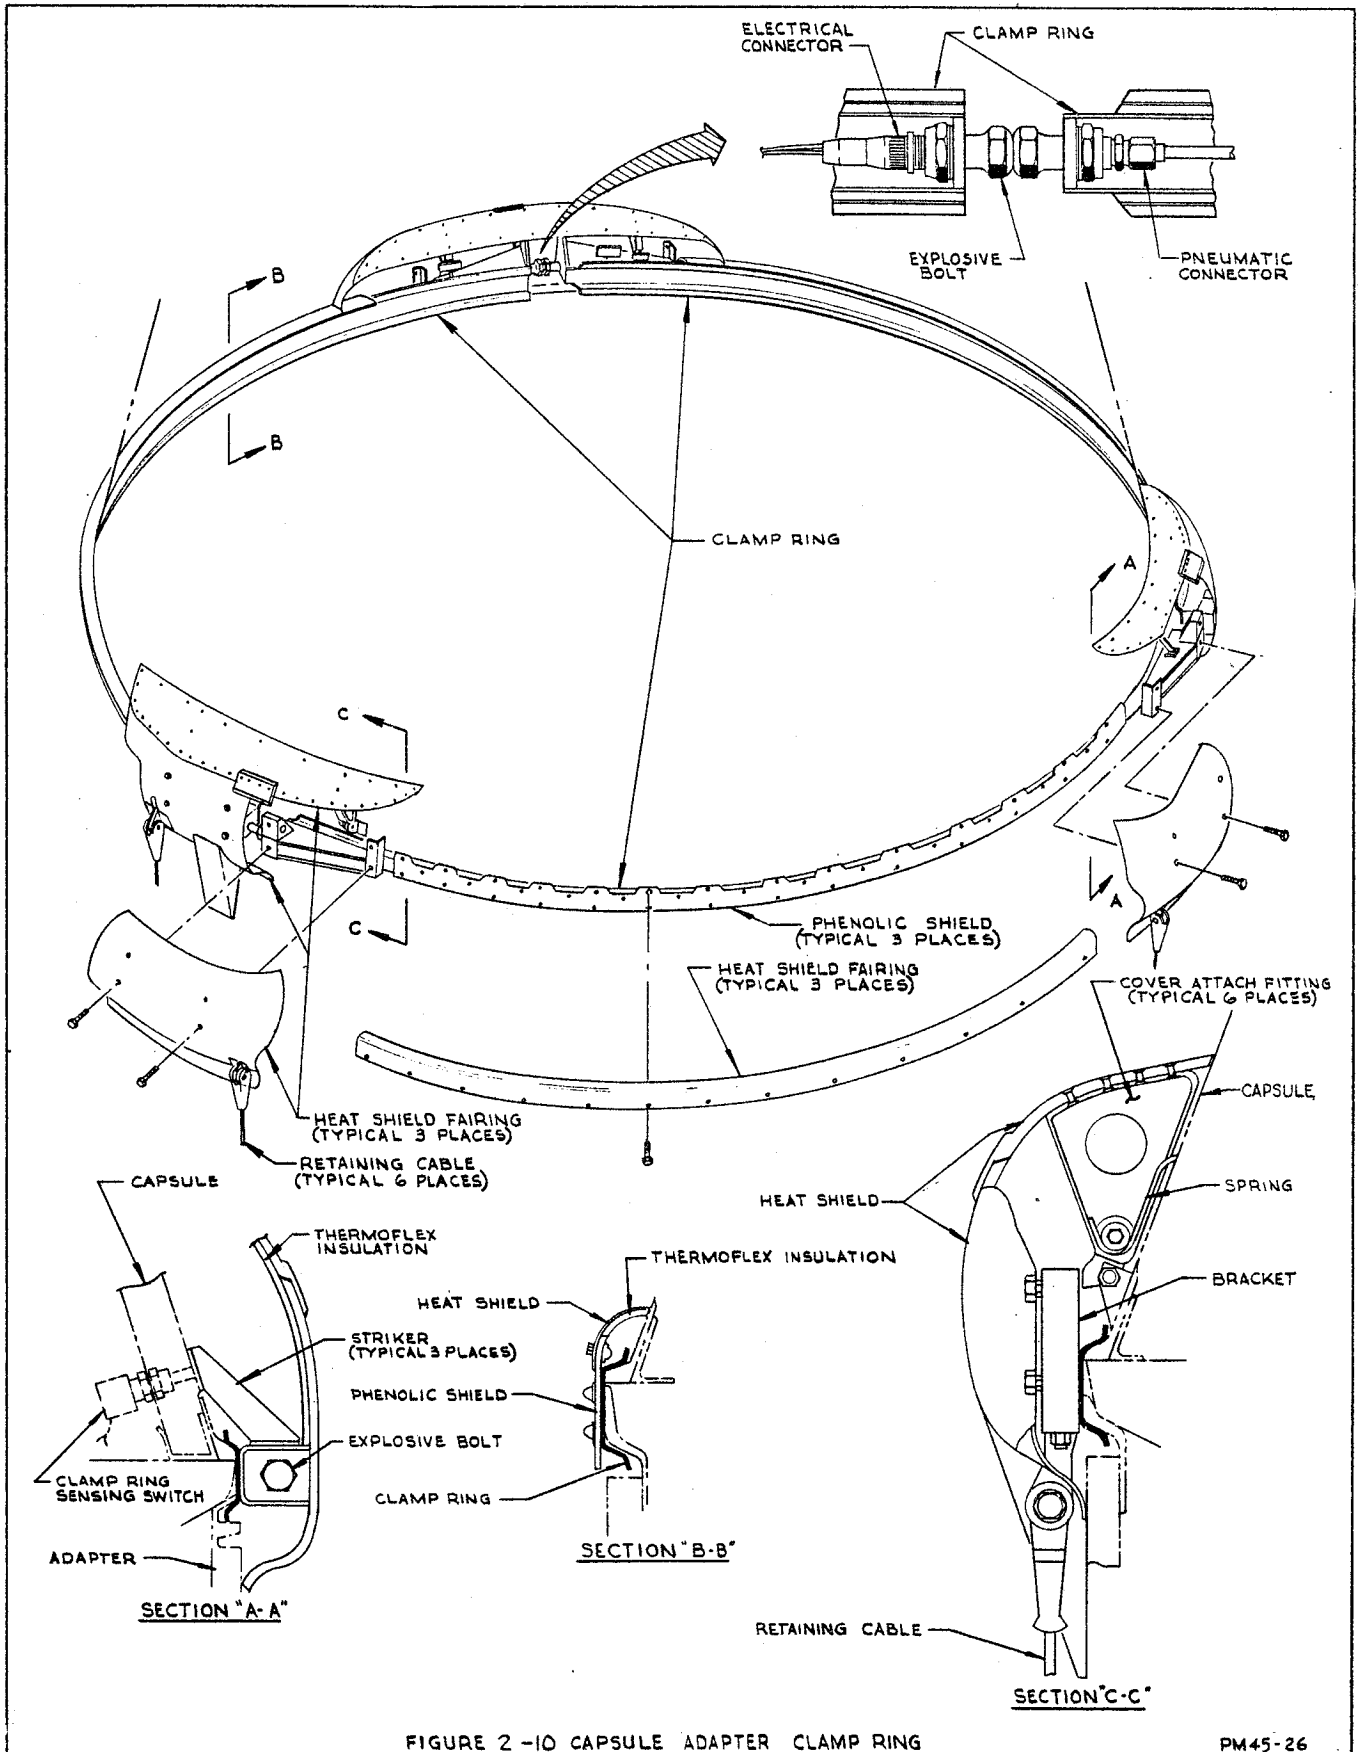 ELECTRICAL
CONNECTOR
CLAMP RING
EXPLOSIVE
BOLT
PNEUMATIC
CONNECTOR
B
B
CLAMP RING
A
C
C
A
PHENOLIC SHIELD
(TYPICAL 3 PLACES)
HEAT SHIELD FAIRING
(TYPICAL 3 PLACES)
COVER ATTACH FITTING
(TYPICAL 6 PLACES)
CAPSULE
HEAT SHIELD FAIRING
(TYPICAL 3 PLACES)
RETAINING CABLE
(TYPICAL 6 PLACES)
CAPSULE
HEAT SHIELD
SPRING
THERMOFLEX
INSULATION
THERMOFLEX INSULATION
BRACKET
HEAT SHIELD
STRIKER
(TYPICAL 3 PLACES)
PHENOLIC SHIELD
EXPLOSIVE BOLT
CLAMP RING
SENSING SWITCH
CLAMP RING
ADAPTER
SECTION "B-B"
SECTION "A-A"
RETAINING CABLE
SECTION "C-C"
FIGURE 2-10 CAPSULE ADAPTER CLAMP RING
PM45-26